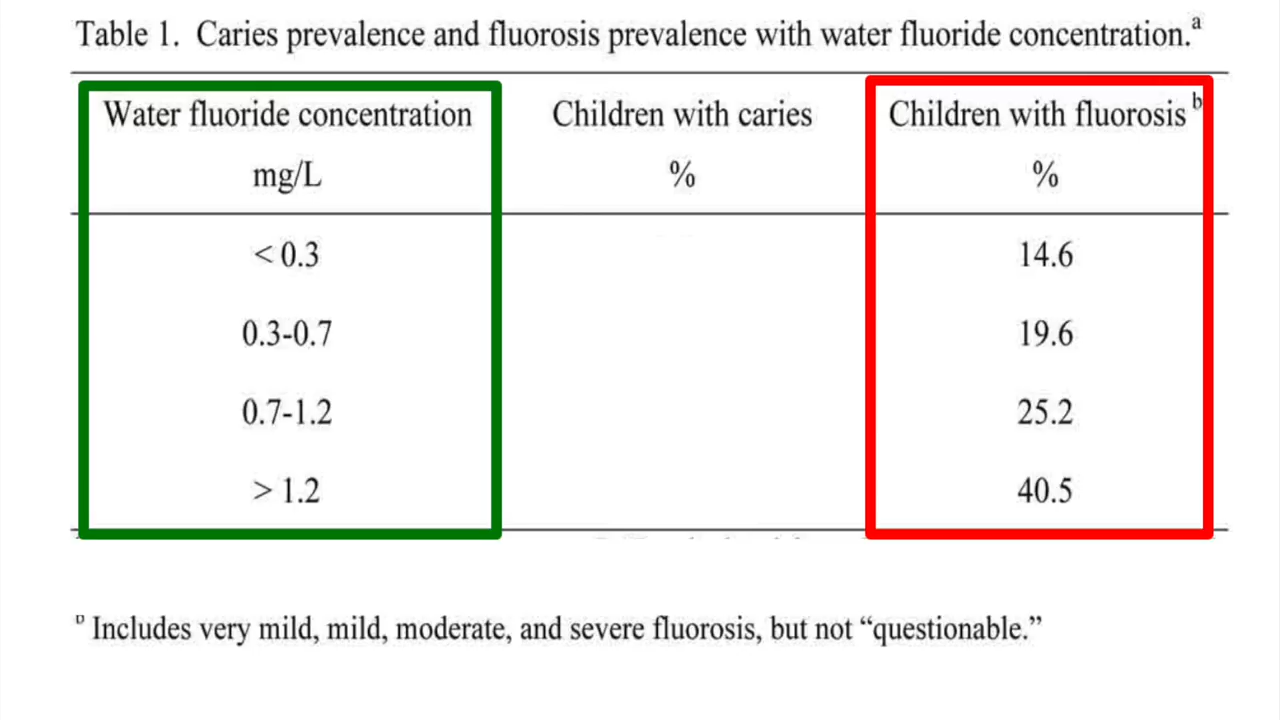 Table 1. Caries prevalence and fluorosis prevalence with water fluoride concentration.ᵃ
Water fluoride concentration Children with caries Children with fluorosis ᵇ
mg/L % %
< 0.3 14.6
0.3-0.7 19.6
0.7-1.2 25.2
> 1.2 40.5
ᵇ Includes very mild, mild, moderate, and severe fluorosis, but not “questionable.”